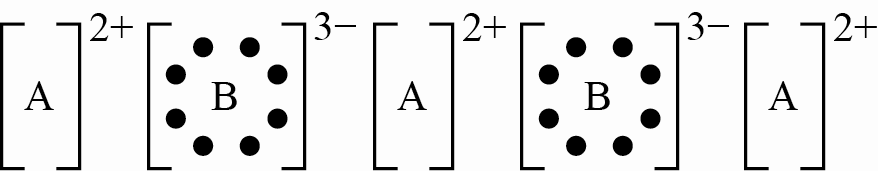 [A]²⁺ [B]³⁻ [A]²⁺ [B]³⁻ [A]²⁺